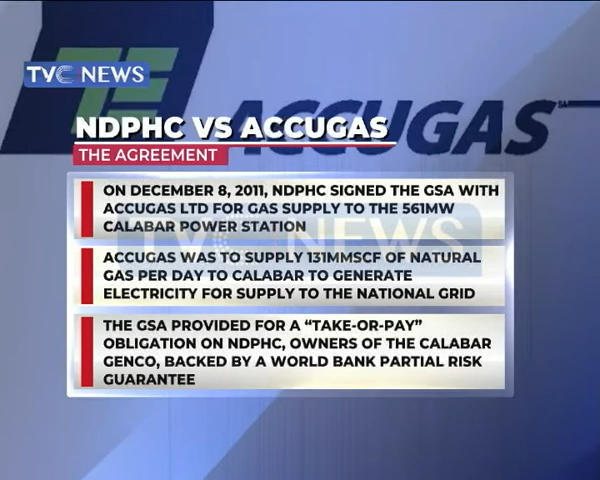 TVC NEWS
ACCUGAS
NDPHC VS ACCUGAS
THE AGREEMENT
ON DECEMBER 8, 2011, NDPHC SIGNED THE GSA WITH
ACCUGAS LTD FOR GAS SUPPLY TO THE 561MW
CALABAR POWER STATION
TVC NEWS
ACCUGAS WAS TO SUPPLY 131MMSCF OF NATURAL
GAS PER DAY TO CALABAR TO GENERATE
ELECTRICITY FOR SUPPLY TO THE NATIONAL GRID
THE GSA PROVIDED FOR A “TAKE-OR-PAY”
OBLIGATION ON NDPHC, OWNERS OF THE CALABAR
GENCO, BACKED BY A WORLD BANK PARTIAL RISK
GUARANTEE